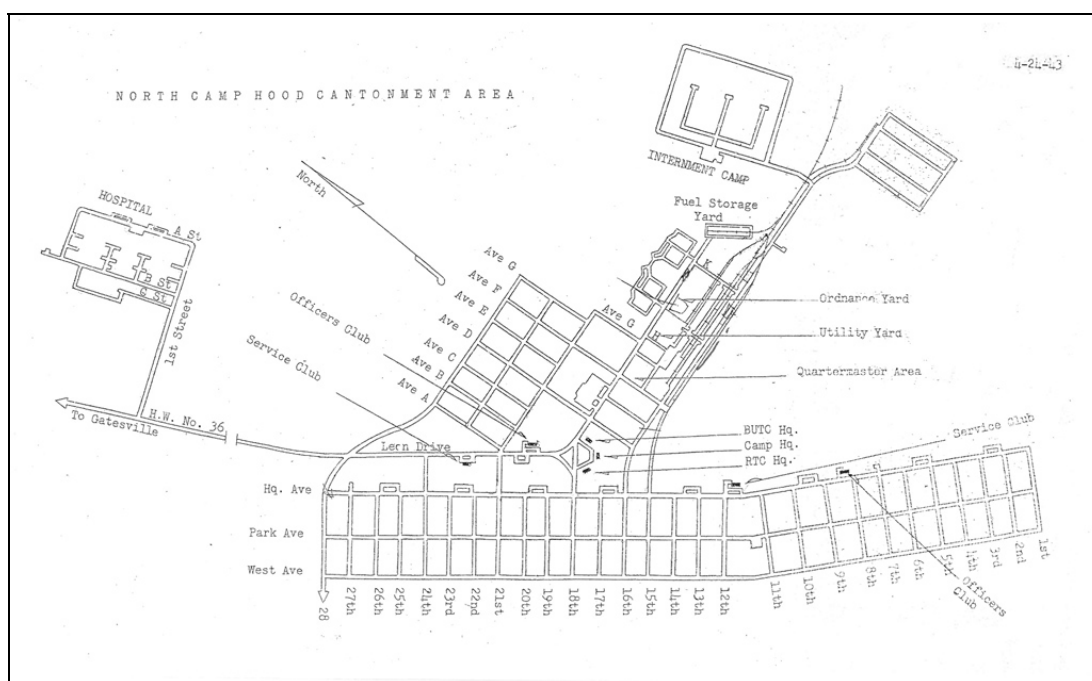 4-24-43
NORTH CAMP HOOD CANTONMENT AREA
INTERNMENT CAMP
North
HOSPITAL
A St
B St
C St
1st Street
Fuel Storage
Yard
K
Ave G
Ave F
Ave E
Ave D
Ave C
Ave B
Ave A
Officers Club
Service Club
Ave G
H
Ordnance Yard
Utility Yard
Quartermaster Area
To Gatesville
H.W. No. 36
Leon Drive
BUTC Hq.
Camp Hq.
RTC Hq.
Service Club
Hq. Ave
Park Ave
West Ave
28
27th
26th
25th
24th
23rd
22nd
21st
20th
19th
18th
17th
16th
15th
14th
13th
12th
11th
10th
9th
8th
7th
6th
5th
4th
3rd
2nd
1st
Officers
Club